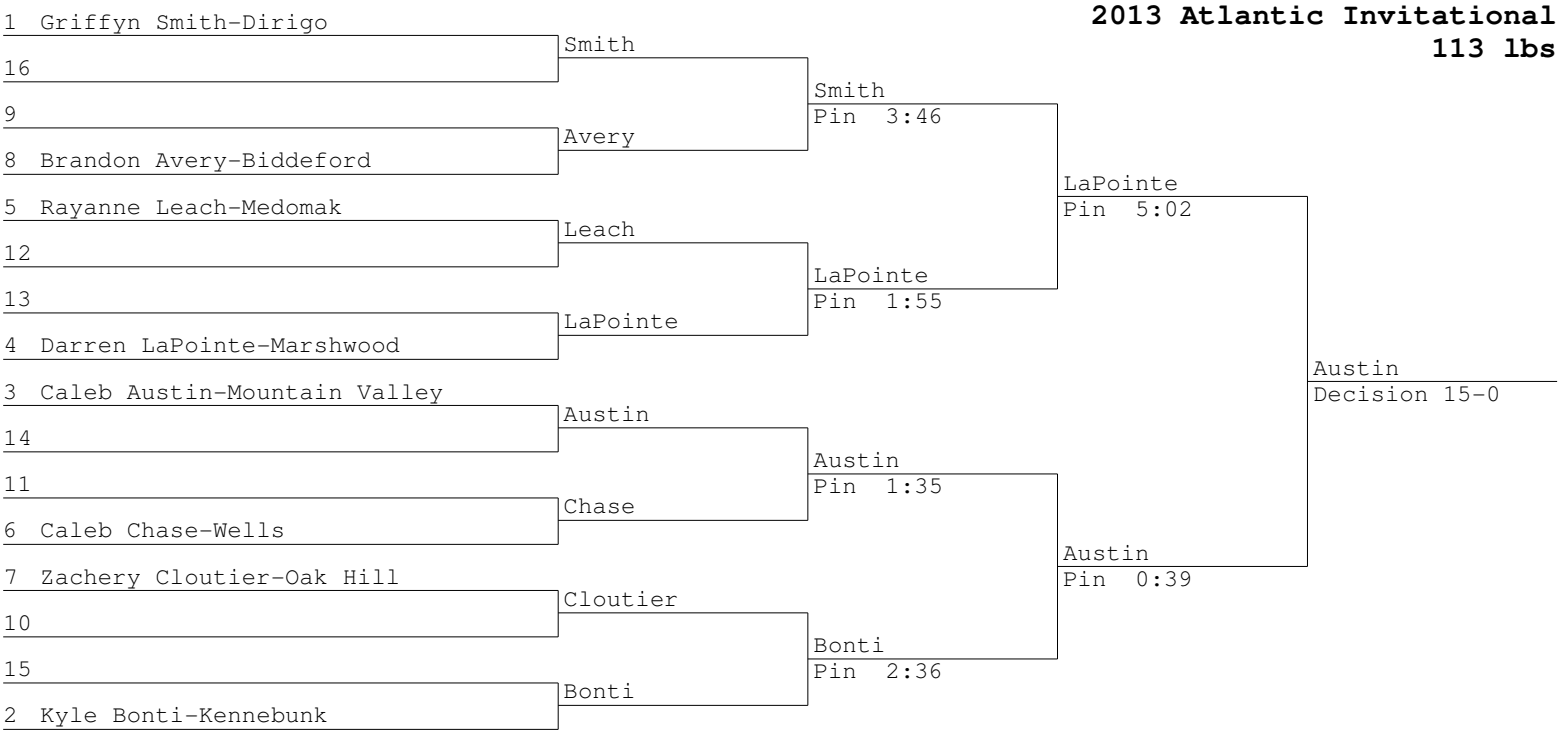 2013 Atlantic Invitational
113 lbs
1 Griffyn Smith-Dirigo
16
9
8 Brandon Avery-Biddeford
5 Rayanne Leach-Medomak
12
13
4 Darren LaPointe-Marshwood
3 Caleb Austin-Mountain Valley
14
11
6 Caleb Chase-Wells
7 Zachery Cloutier-Oak Hill
10
15
2 Kyle Bonti-Kennebunk
Smith
Avery
Leach
LaPointe
Austin
Chase
Cloutier
Bonti
Smith
Pin 3:46
LaPointe
Pin 1:55
Austin
Pin 1:35
Bonti
Pin 2:36
LaPointe
Pin 5:02
Austin
Pin 0:39
Austin
Decision 15-0